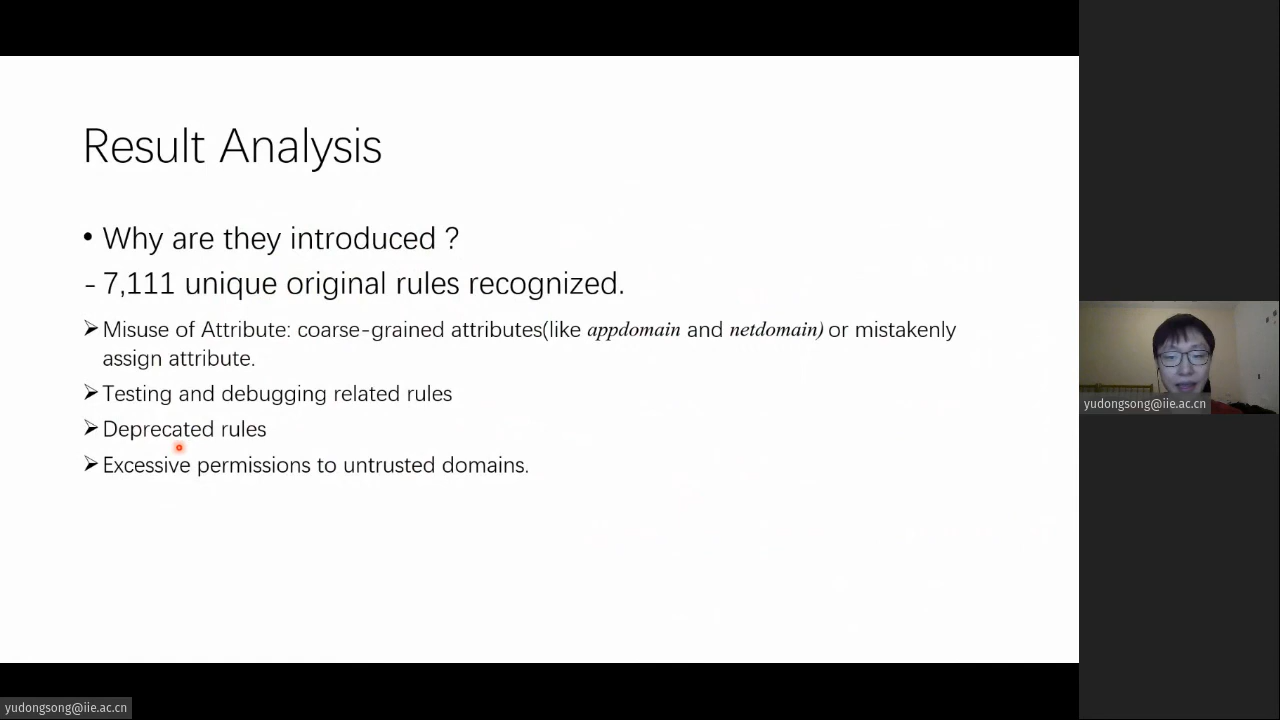 Result Analysis
• Why are they introduced ?
- 7,111 unique original rules recognized.
➢ Misuse of Attribute: coarse-grained attributes(like appdomain and netdomain) or mistakenly
assign attribute.
➢ Testing and debugging related rules
➢ Deprecated rules
➢ Excessive permissions to untrusted domains.
yudongsong@iie.ac.cn
yudongsong@iie.ac.cn